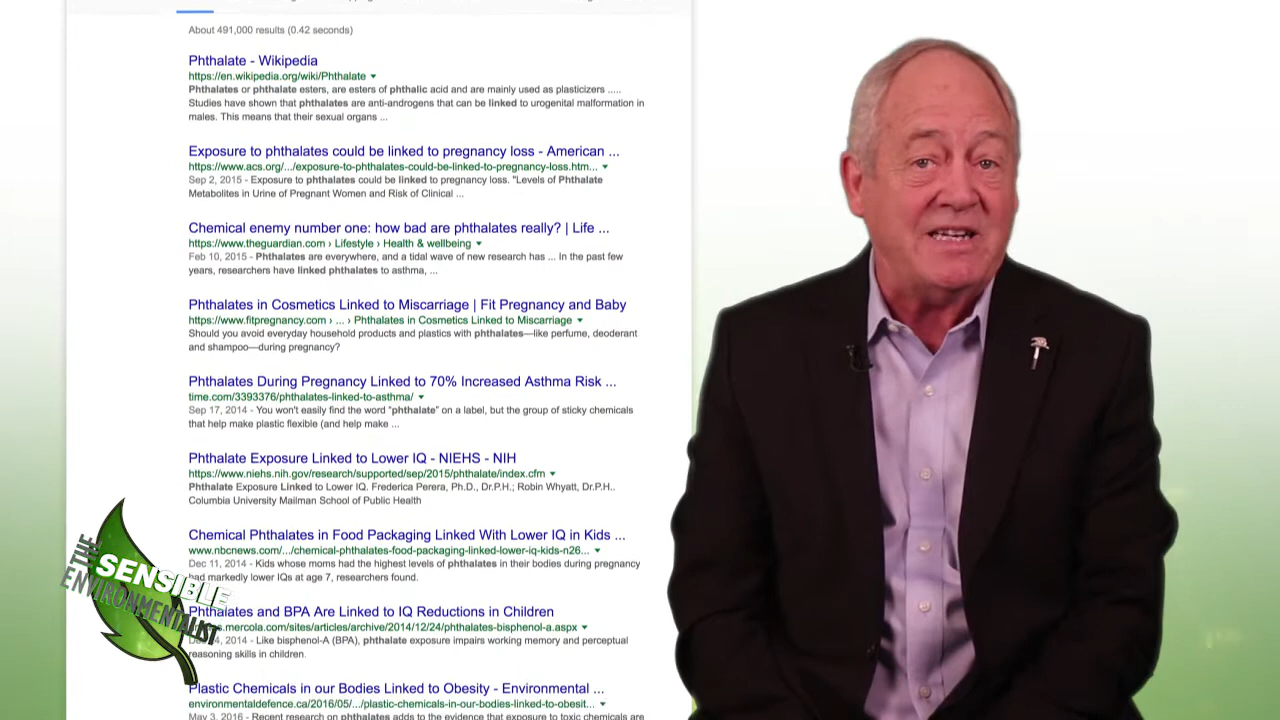 About 491,000 results (0.42 seconds)
Phthalate - Wikipedia
https://en.wikipedia.org/wiki/Phthalate
Phthalates or phthalate esters, are esters of phthalic acid and are mainly used as plasticizers .....
Studies have shown that phthalates are anti-androgens that can be linked to urogenital malformation in
males. This means that their sexual organs ...
Exposure to phthalates could be linked to pregnancy loss - American ...
https://www.acs.org/.../exposure-to-phthalates-could-be-linked-to-pregnancy-loss.htm...
Sep 2, 2015 - Exposure to phthalates could be linked to pregnancy loss. "Levels of Phthalate
Metabolites in Urine of Pregnant Women and Risk of Clinical ...
Chemical enemy number one: how bad are phthalates really? | Life ...
https://www.theguardian.com › Lifestyle › Health & wellbeing
Feb 10, 2015 - Phthalates are everywhere, and a tidal wave of new research has ... In the past few
years, researchers have linked phthalates to asthma, ...
Phthalates in Cosmetics Linked to Miscarriage | Fit Pregnancy and Baby
https://www.fitpregnancy.com › ... › Phthalates in Cosmetics Linked to Miscarriage
Should you avoid everyday household products and plastics with phthalates—like perfume, deodorant
and shampoo—during pregnancy?
Phthalates During Pregnancy Linked to 70% Increased Asthma Risk ...
time.com/3393376/phthalates-linked-to-asthma/
Sep 17, 2014 - You won't easily find the word "phthalate" on a label, but the group of sticky chemicals
that help make plastic flexible (and help make ...
Phthalate Exposure Linked to Lower IQ - NIEHS - NIH
https://www.niehs.nih.gov/research/supported/sep/2015/phthalate/index.cfm
Phthalate Exposure Linked to Lower IQ. Frederica Perera, Ph.D., Dr.P.H.; Robin Whyatt, Dr.P.H..
Columbia University Mailman School of Public Health
Chemical Phthalates in Food Packaging Linked With Lower IQ in Kids ...
www.nbcnews.com/.../chemical-phthalates-food-packaging-linked-lower-iq-kids-n26...
Dec 11, 2014 - Kids whose moms had the highest levels of phthalates in their bodies during pregnancy
had markedly lower IQs at age 7, researchers found.
Phthalates and BPA Are Linked to IQ Reductions in Children
.mercola.com/sites/articles/archive/2014/12/24/phthalates-bisphenol-a.aspx
2014 - Like bisphenol-A (BPA), phthalate exposure impairs working memory and perceptual
reasoning skills in children.
Plastic Chemicals in our Bodies Linked to Obesity - Environmental ...
environmentaldefence.ca/2016/05/.../plastic-chemicals-in-our-bodies-linked-to-obesit...
May 3, 2016 - Recent research on phthalates adds to the evidence that exposure to toxic chemicals are
THE
SENSIBLE
ENVIRONMENTALIST